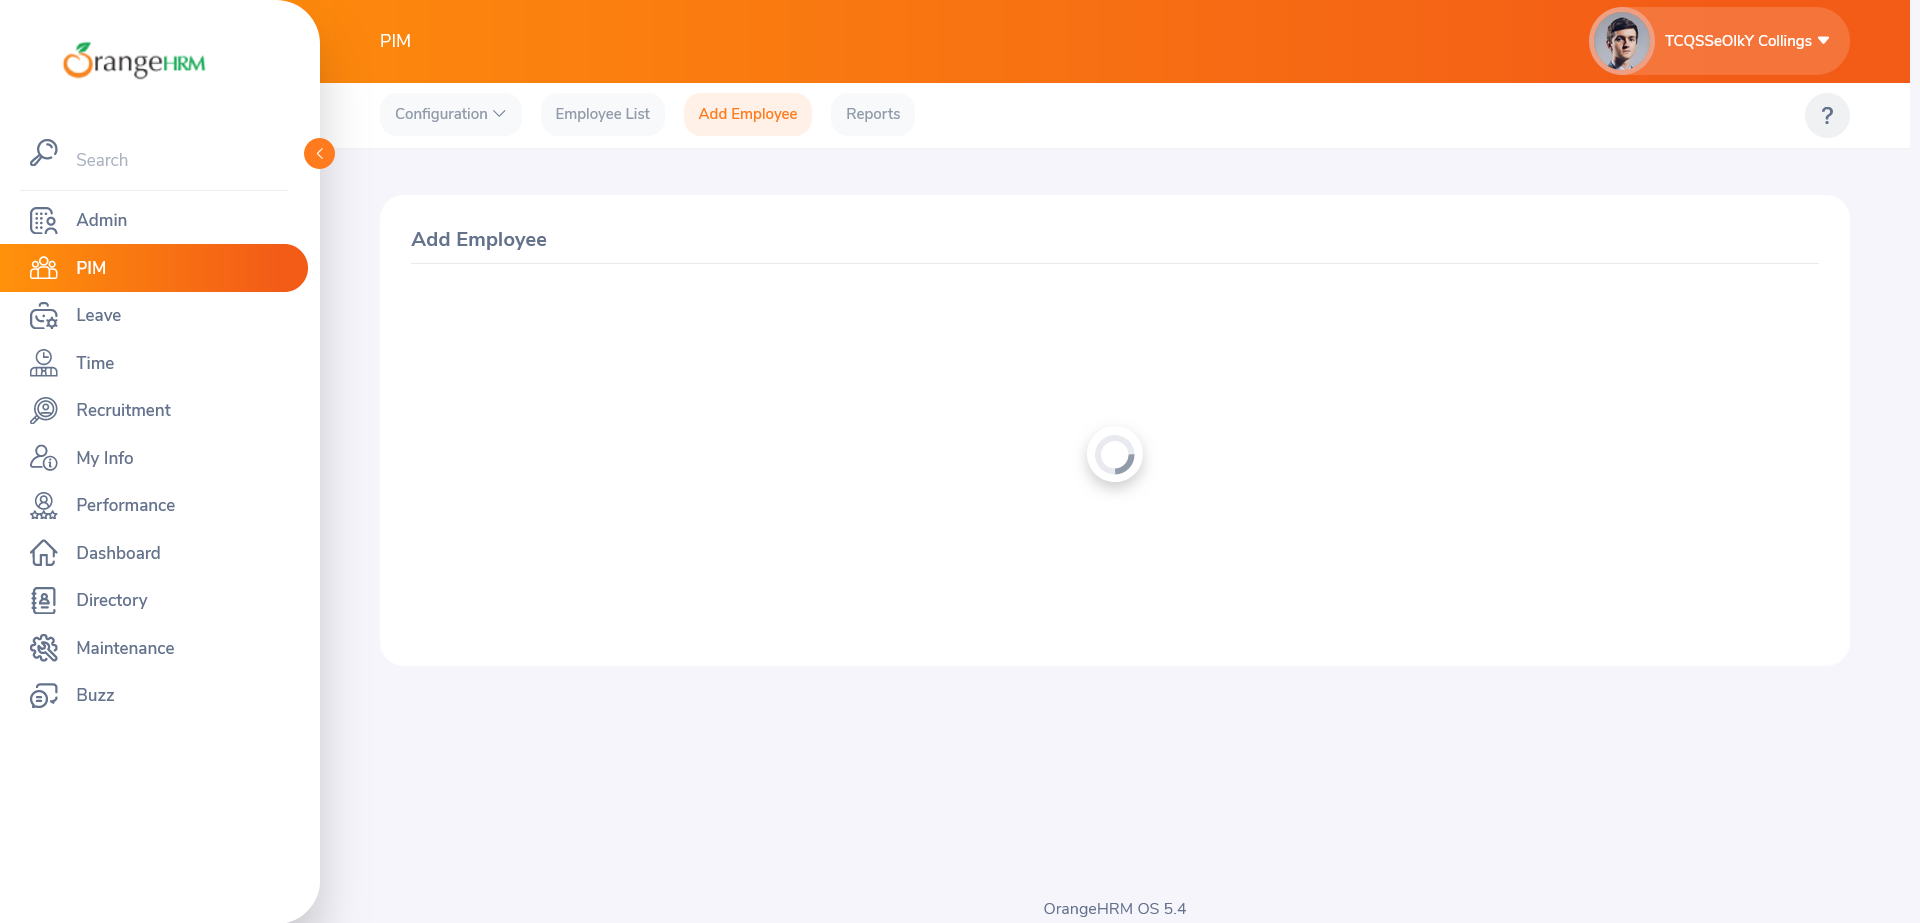 OrangeHRM
Search
Admin
PIM
Leave
Time
Recruitment
My Info
Performance
Dashboard
Directory
Maintenance
Buzz
PIM
TCQSSeOlkY Collings
Configuration
Employee List
Add Employee
Reports
?
Add Employee
OrangeHRM OS 5.4